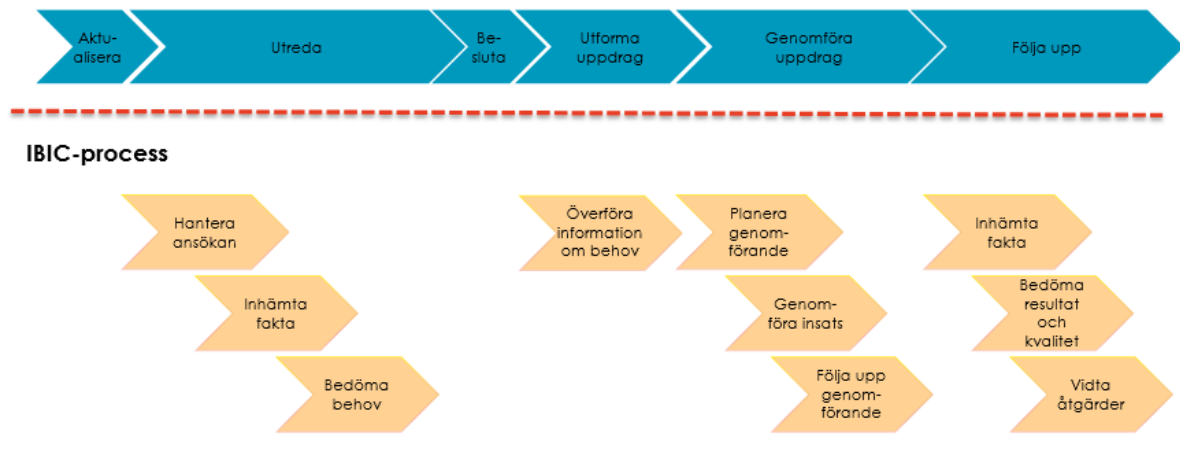 Aktu-
alisera
Utreda
Be-
sluta
Utforma
uppdrag
Genomföra
uppdrag
Följa upp
IBIC-process
Hantera
ansökan
Överföra
information
om behov
Planera
genom-
förande
Inhämta
fakta
Inhämta
fakta
Genom-
föra insats
Bedöma
resultat
och
kvalitet
Bedöma
behov
Följa upp
genom-
förande
Vidta
åtgärder